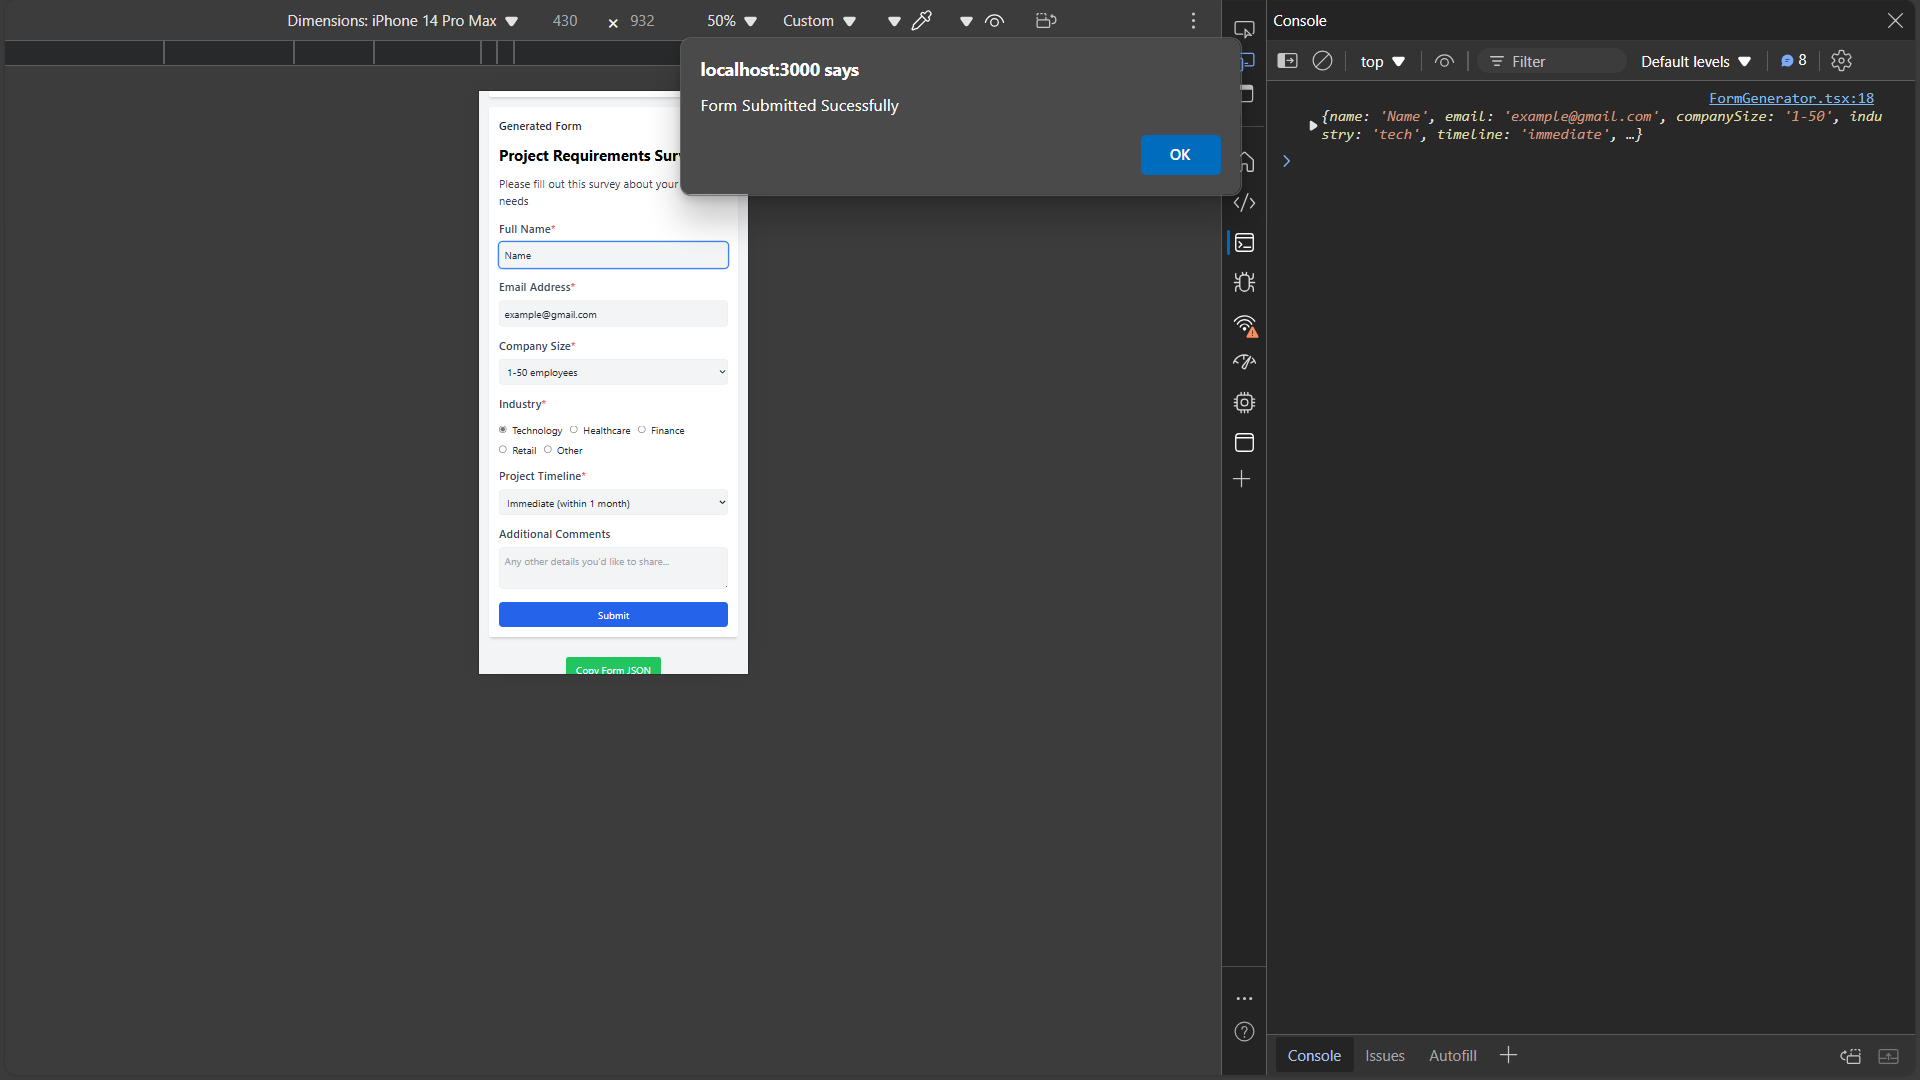 Dimensions: iPhone 14 Pro Max 430 × 932 50% Custom
localhost:3000 says
Form Submitted Sucessfully
OK
Generated Form
Project Requirements Sur
Please fill out this survey about your
needs
Full Name*
Name
Email Address*
example@gmail.com
Company Size*
1-50 employees
Industry*
Technology Healthcare Finance
Retail Other
Project Timeline*
Immediate (within 1 month)
Additional Comments
Any other details you'd like to share...
Submit
Copy Form JSON
Console
top Filter Default levels 8
FormGenerator.tsx:18
{name: 'Name', email: 'example@gmail.com', companySize: '1-50', indu
stry: 'tech', timeline: 'immediate', …}
Console Issues Autofill